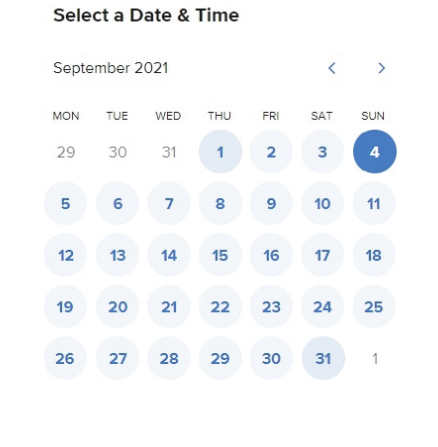 Select a Date & Time
September 2021
MON TUE WED THU FRI SAT SUN
29 30 31 1 2 3 4
5 6 7 8 9 10 11
12 13 14 15 16 17 18
19 20 21 22 23 24 25
26 27 28 29 30 31 1